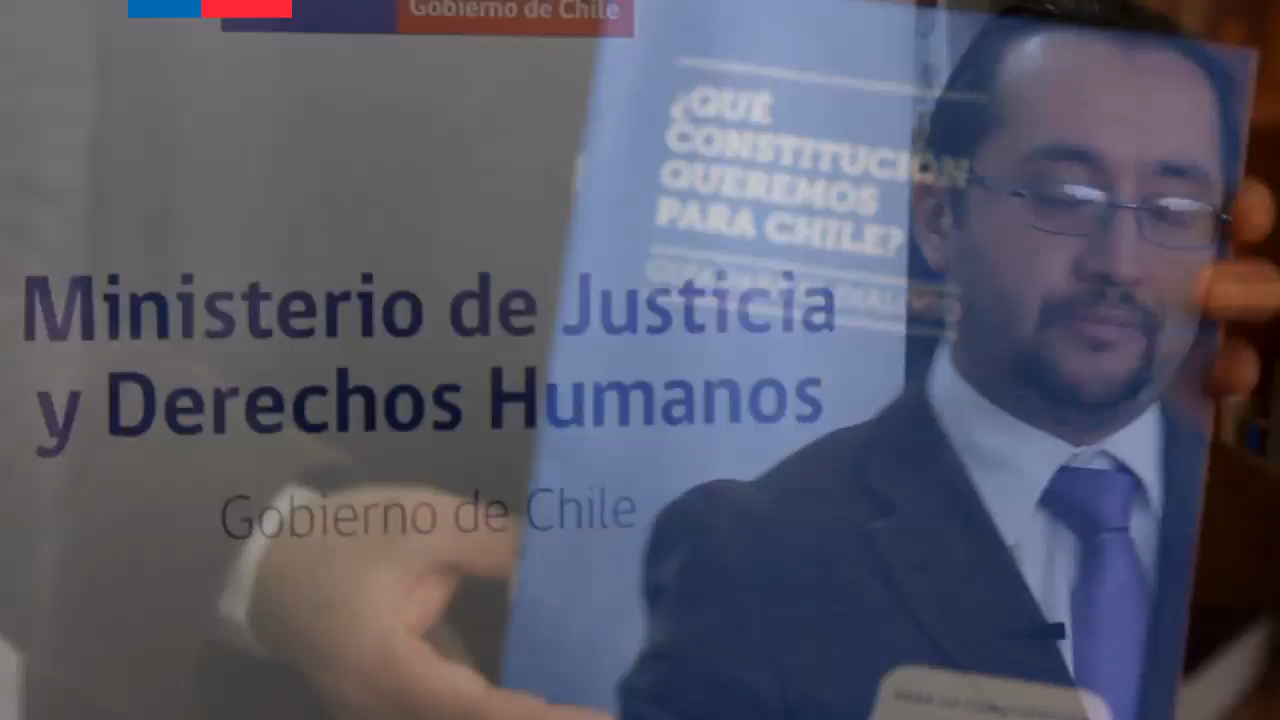 Gobierno de Chile
¿QUÉ
CONSTITUCIÓN
QUEREMOS
PARA CHILE?
Ministerio de Justicia
y Derechos Humanos
Gobierno de Chile